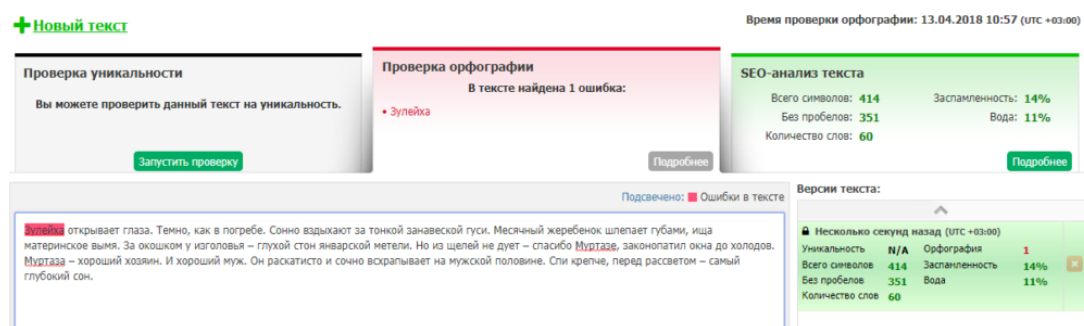 Новый текст
Время проверки орфографии: 13.04.2018 10:57 (UTC +03:00)
Проверка уникальности
Вы можете проверить данный текст на уникальность.
Запустить проверку
Проверка орфографии
В тексте найдена 1 ошибка:
• Зулейха
Подробнее
SEO-анализ текста
Всего символов: 414 Заспамленность: 14%
Без пробелов: 351 Вода: 11%
Количество слов: 60
Подробнее
Подсвечено: Ошибки в тексте
Зулейха открывает глаза. Темно, как в погребе. Сонно вздыхают за тонкой занавеской гуси. Месячный жеребенок шлепает губами, ища
материнское вымя. За окошком у изголовья – глухой стон январской метели. Но из щелей не дует – спасибо Муртазе, законопатил окна до холодов.
Муртаза – хороший хозяин. И хороший муж. Он раскатисто и сочно всхрапывает на мужской половине. Спи крепче, перед рассветом – самый
глубокий сон.
Версии текста:
Несколько секунд назад (UTC +03:00)
Уникальность N/A Орфография 1
Всего символов 414 Заспамленность 14%
Без пробелов 351 Вода 11%
Количество слов 60